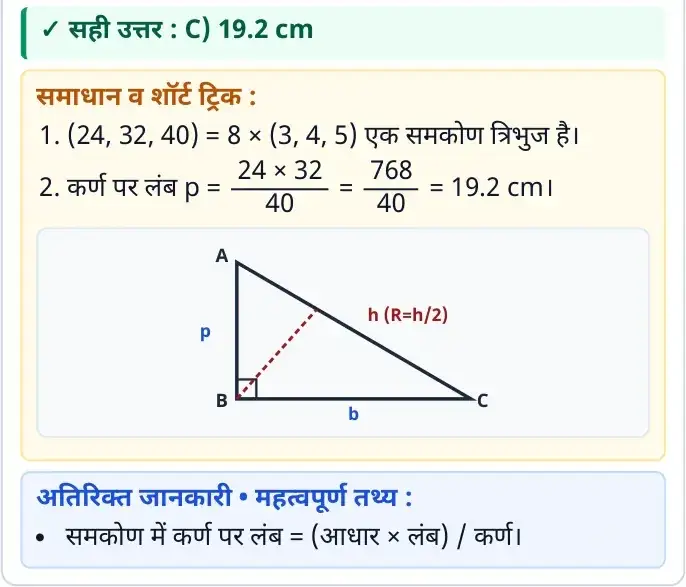 ✓ सही उत्तर : C) 19.2 cm
समाधान व शॉर्ट ट्रिक :
1. (24, 32, 40) = 8 × (3, 4, 5) एक समकोण त्रिभुज है।
2. कर्ण पर लंब p = 24 × 32 / 40 = 768 / 40 = 19.2 cm।
A
h (R=h/2)
p
B
C
b
अतिरिक्त जानकारी • महत्वपूर्ण तथ्य :
• समकोण में कर्ण पर लंब = (आधार × लंब) / कर्ण।